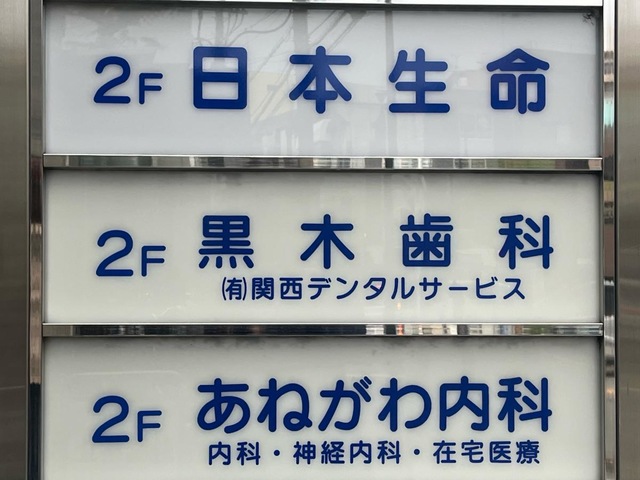 2F 日本生命
2F 黒木歯科
㈲関西デンタルサービス
2F あねがわ内科
内科・神経内科・在宅医療